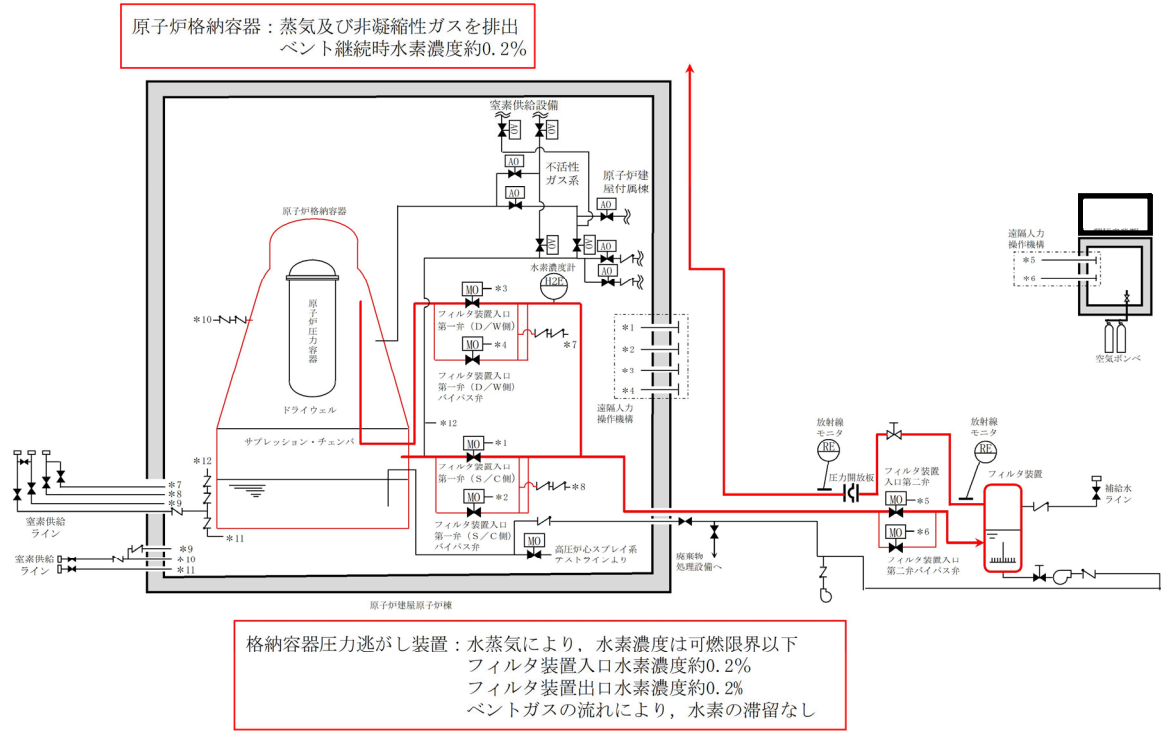 原子炉格納容器：蒸気及び非凝縮性ガスを排出
ベント継続時水素濃度約0.2%
窒素供給設備
AO
AO
AO
不活性
ガス系
AO
原子炉建
屋付属棟
AO
AO
AO
AO
AO
原子炉格納容器
原子炉圧力容器
ドライウェル
サプレッション・チェンバ
水素濃度計
H2E
MO
*3
フィルタ装置入口
第一弁（D／W側）
MO
*4
*7
フィルタ装置入口
第一弁（D／W側）
バイパス弁
*10
*12
MO
*1
フィルタ装置入口
第一弁（S／C側）
MO
*2
*8
フィルタ装置入口
第一弁（S／C側）
バイパス弁
MO
高圧炉心スプレイ系
テストラインより
*1
*2
*3
*4
遠隔人力
操作機構
遠隔人力
操作機構
*5
*6
空気ボンベ
*12
*7
*8
*9
窒素供給
ライン
*11
*9
*10
*11
窒素供給
ライン
原子炉建屋原子炉棟
廃棄物
処理設備へ
放射線
モニタ
RE
圧力開放板
放射線
モニタ
RE
フィルタ装置
フィルタ装置
入口第二弁
MO
*5
MO
*6
フィルタ装置入口
第二弁バイパス弁
補給水
ライン
格納容器圧力逃がし装置：水蒸気により，水素濃度は可燃限界以下
フィルタ装置入口水素濃度約0.2%
フィルタ装置出口水素濃度約0.2%
ベントガスの流れにより，水素の滞留なし